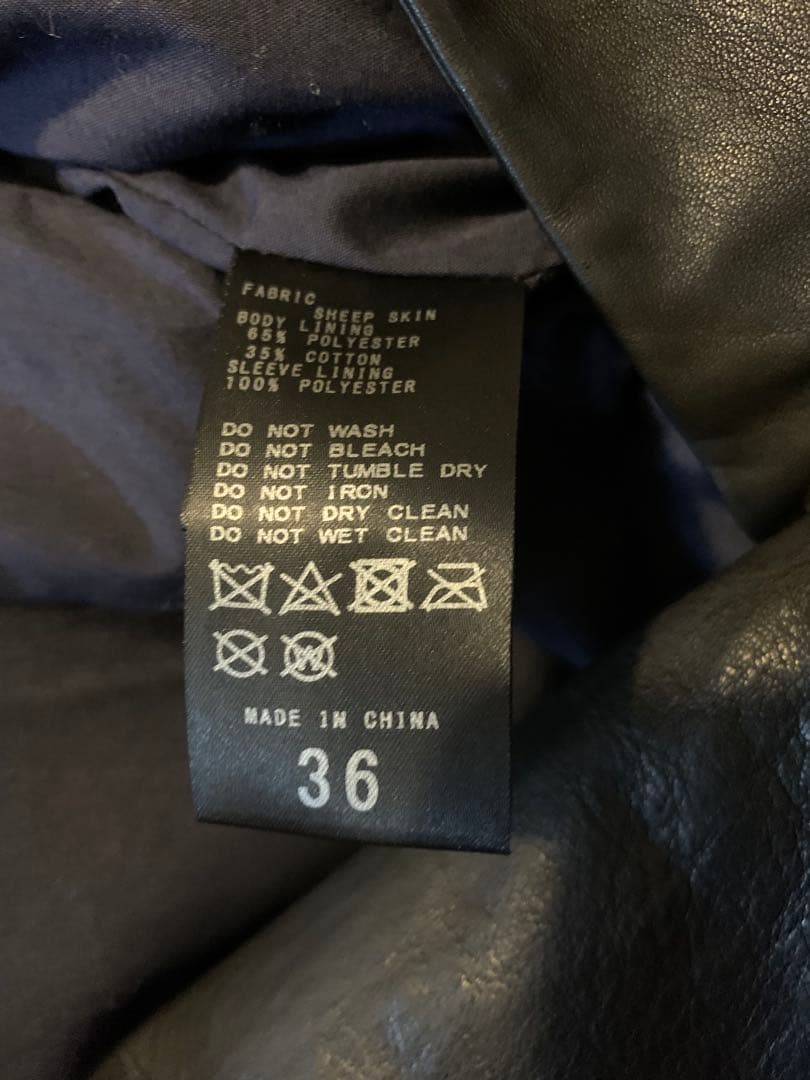 FABRIC
SHEEP SKIN
BODY LINING
65% POLYESTER
35% COTTON
SLEEVE LINING
100% POLYESTER
DO NOT WASH
DO NOT BLEACH
DO NOT TUMBLE DRY
DO NOT IRON
DO NOT DRY CLEAN
DO NOT WET CLEAN
W
MADE IN CHINA
36